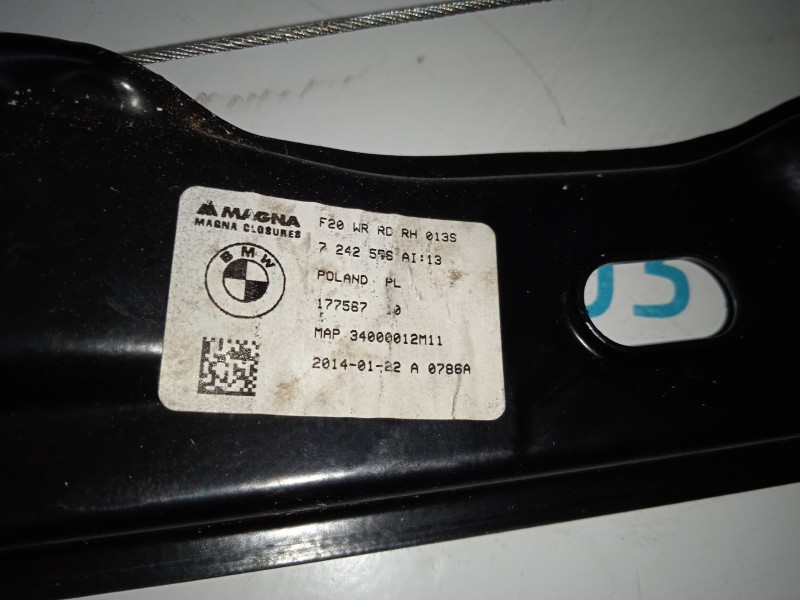 MAGNA
MAGNA CLOSURES
BMW
F20 WR RD RH 013S
7 242 556 AI:13
POLAND PL
177567 0
MAP 34000012M11
2014-01-22 A 0786A